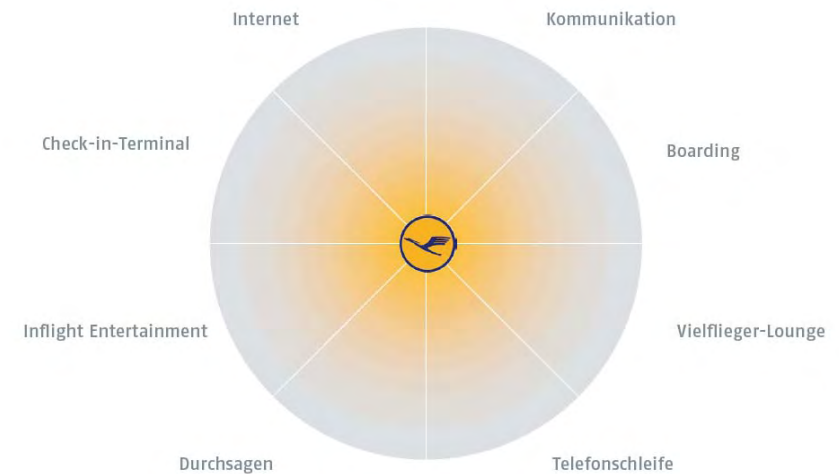 Internet
Kommunikation
Check-in-Terminal
Boarding
Inflight Entertainment
Vielflieger-Lounge
Durchsagen
Telefonschleife